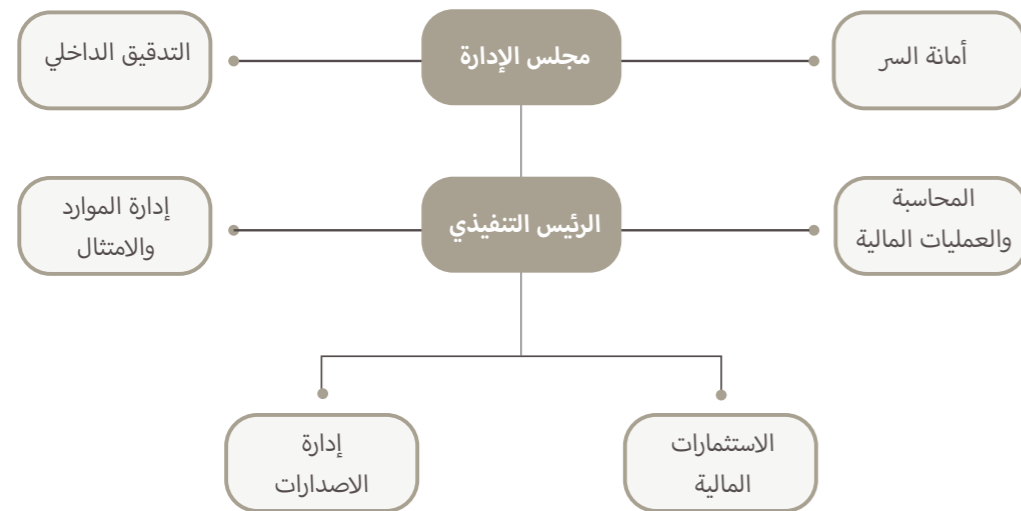 أمانة السر
مجلس الإدارة
التدقيق الداخلي
المحاسبة
والعمليات المالية
الرئيس التنفيذي
إدارة الموارد
والامتثال
الاستثمارات
المالية
إدارة
الاصدارات